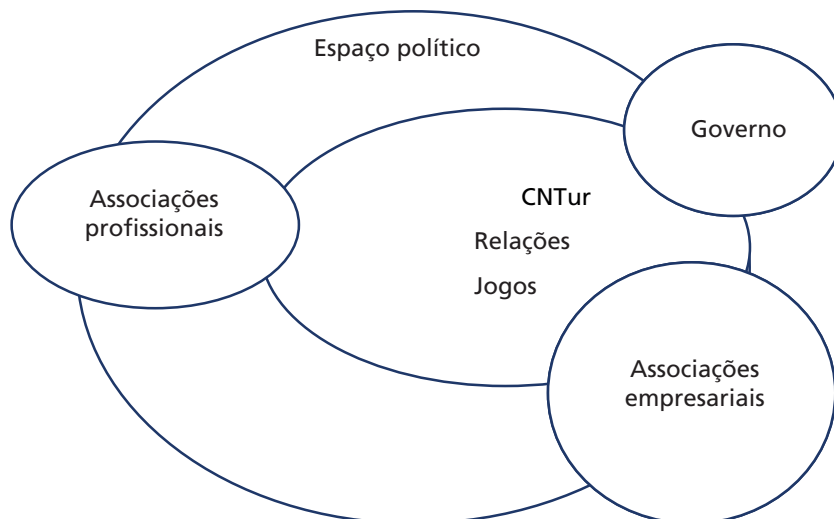 Espaço político
Governo
Associações
profissionais
CNTur
Relações
Jogos
Associações
empresariais